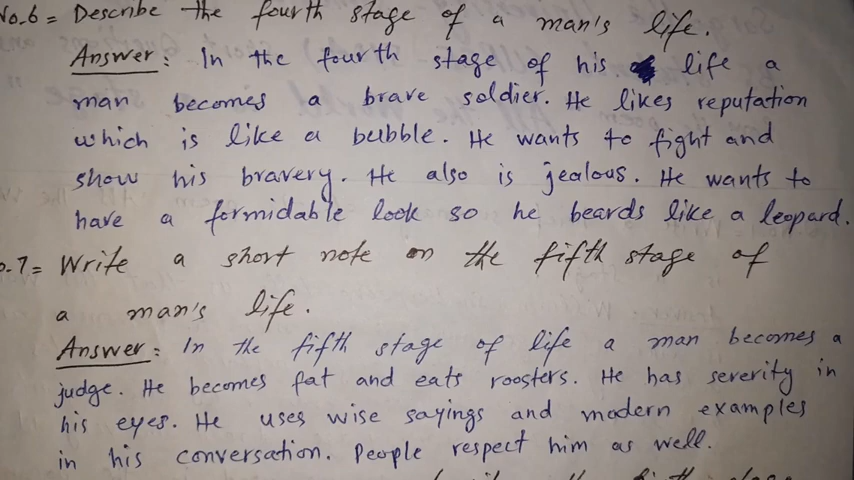 No.6 = Describe the fourth stage of a man's life.
Answer: In the fourth stage of his life a
man becomes a brave soldier. He likes reputation
which is like a bubble. He wants to fight and
show his bravery. He also is jealous. He wants to
have a formidable look so he beards like a leopard.
o.7 = Write a short note on the fifth stage of
a man's life.
Answer: In the fifth stage of life a man becomes a
judge. He becomes fat and eats roosters. He has severity in
his eyes. He uses wise sayings and modern examples
in his conversation. People respect him as well.